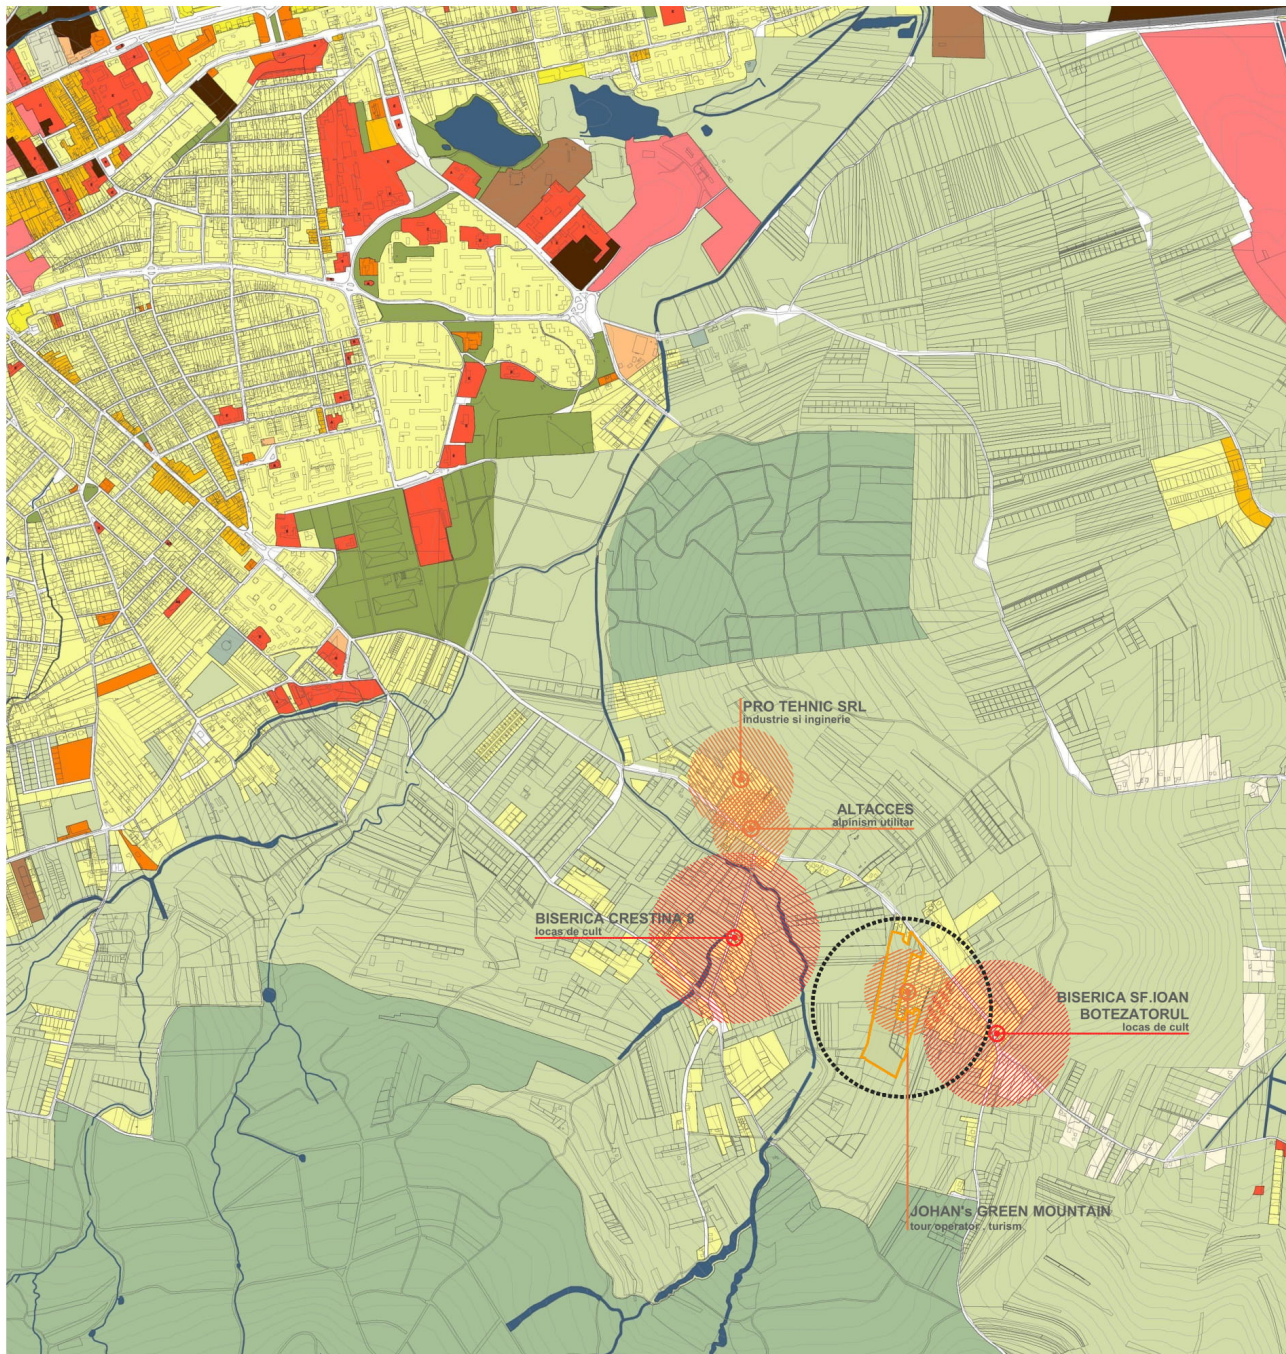 PRO TEHNIC SRL
industrie si inginerie
ALTACCES
alpinism utilitar
BISERICA CRESTINA 8
locas de cult
BISERICA SF.IOAN
BOTEZATORUL
locas de cult
JOHAN's GREEN MOUNTAIN
tour operator . turism